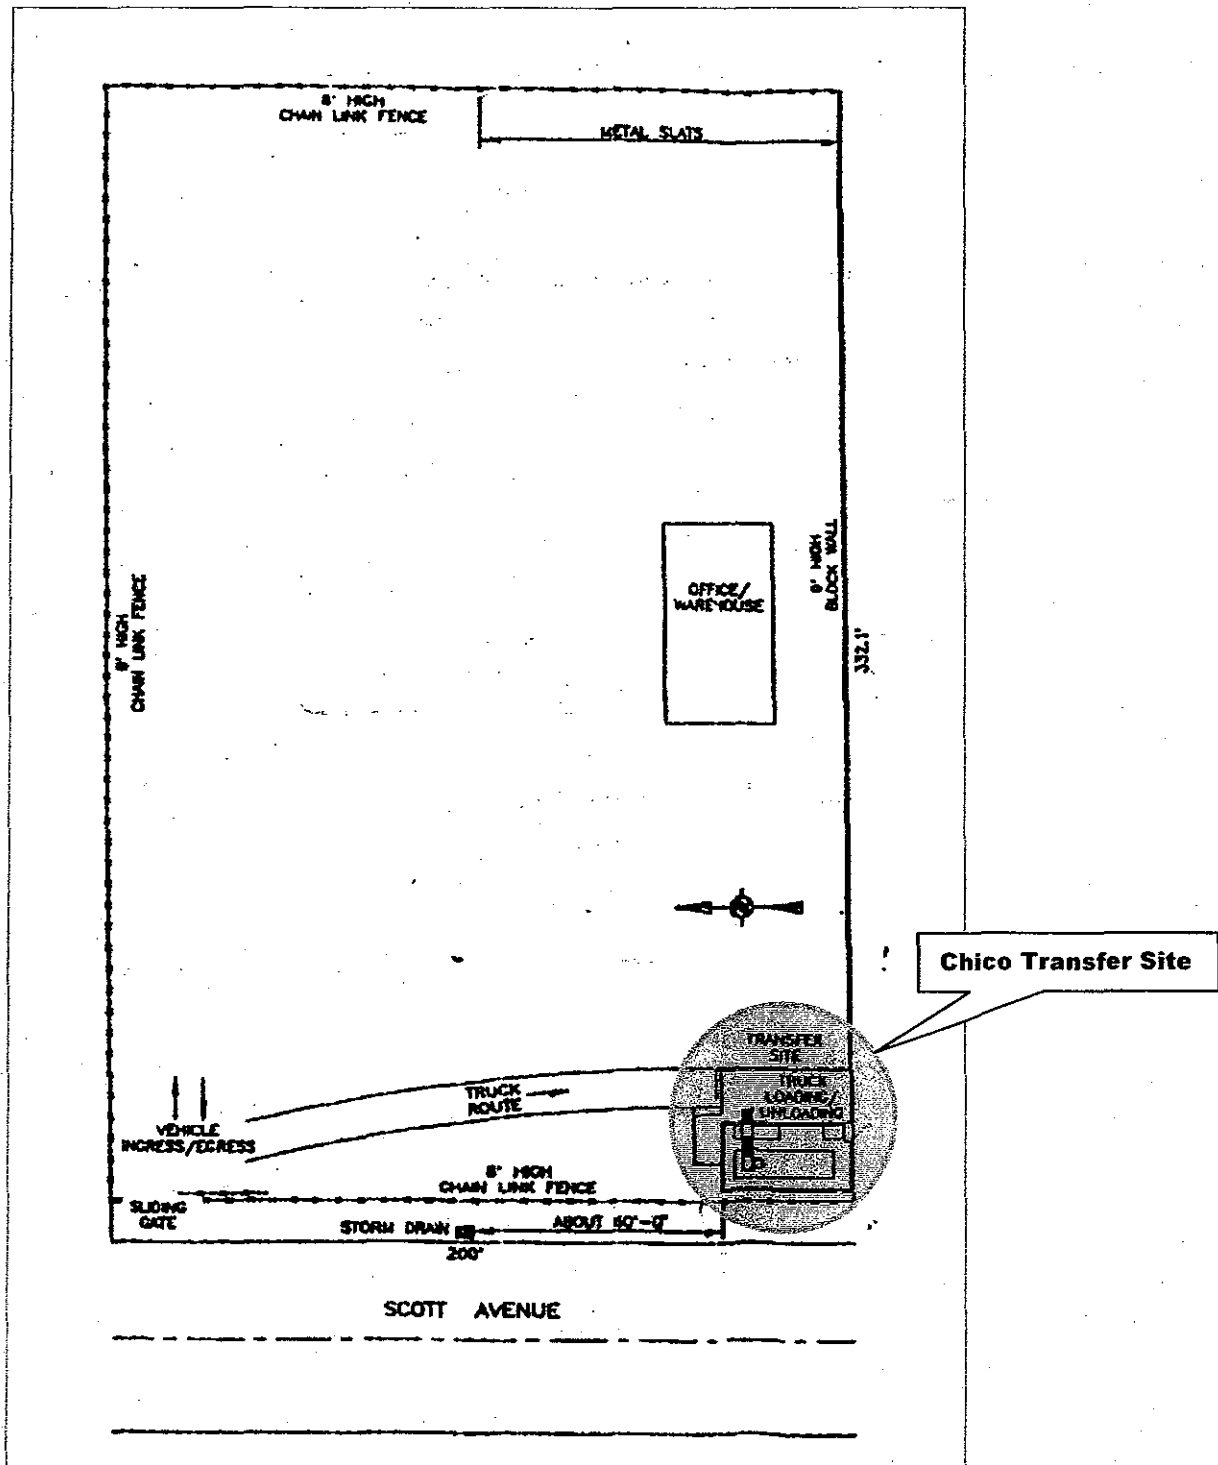 8' HIGH
CHAIN LINK FENCE
METAL SLATS
8' HIGH
CHAIN LINK FENCE
OFFICE/
WAREHOUSE
8' HIGH
BLOCK WALL
332.1'
Chico Transfer Site
TRANSFER
SITE
TRUCK
LOADING/
UNLOADING
TRUCK
ROUTE
VEHICLE
INGRESS/EGRESS
8' HIGH
CHAIN LINK FENCE
SLIDING
GATE
STORM DRAIN
ABOUT
200'
SCOTT AVENUE